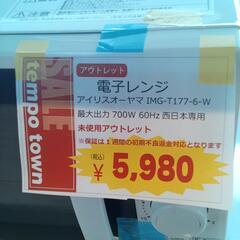 SALE
tempo town
アウトレット
電子レンジ
アイリスオーヤマ IMG-T177-6-W
最大出力 700W 60Hz 西日本専用
未使用アウトレット
※保証は1週間の初期不良返金対応となります
(税込)
¥5,980